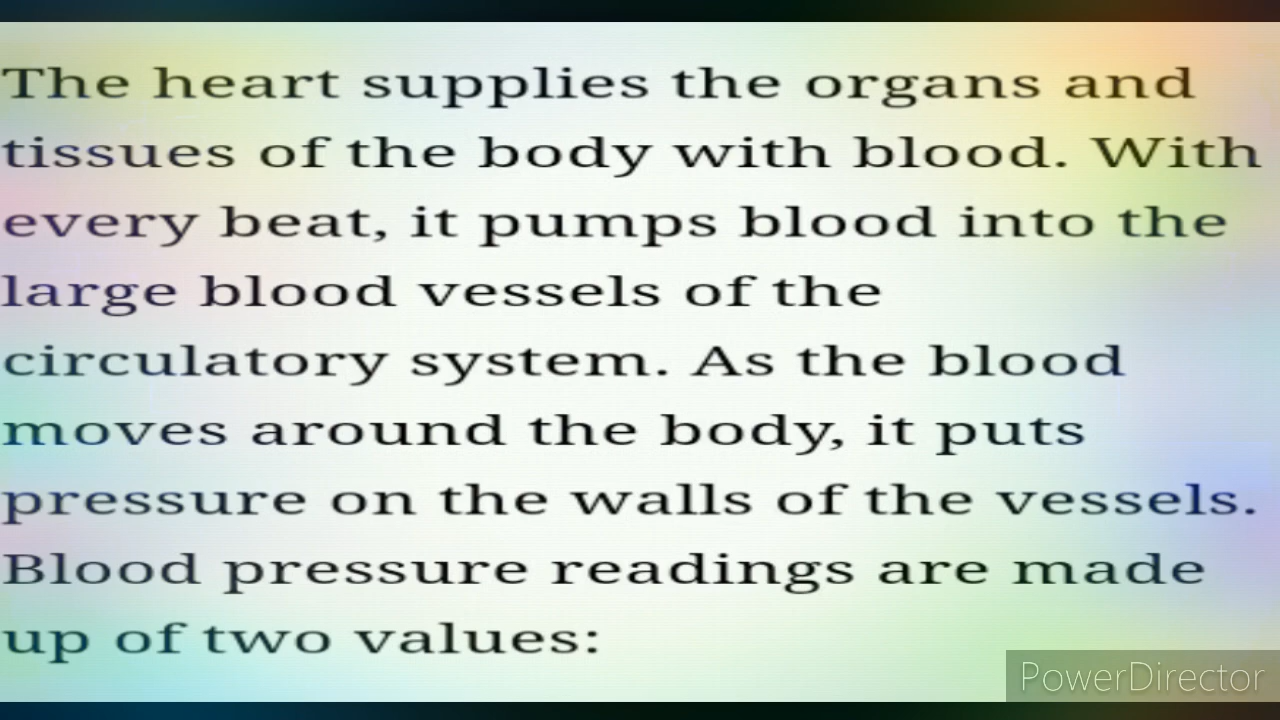 The heart supplies the organs and
tissues of the body with blood. With
every beat, it pumps blood into the
large blood vessels of the
circulatory system. As the blood
moves around the body, it puts
pressure on the walls of the vessels.
Blood pressure readings are made
up of two values:
PowerDirector